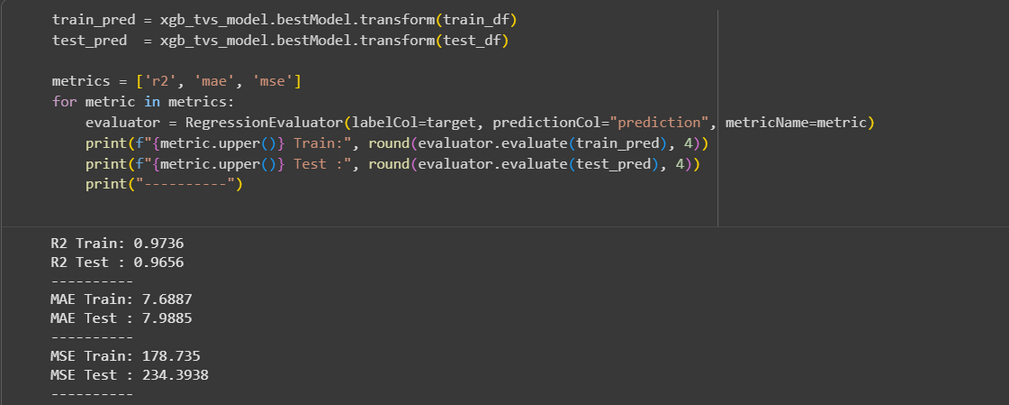 train_pred = xgb_tvs_model.bestModel.transform(train_df)
test_pred  = xgb_tvs_model.bestModel.transform(test_df)
metrics = ['r2', 'mae', 'mse']
for metric in metrics:
    evaluator = RegressionEvaluator(labelCol=target, predictionCol="prediction", metricName=metric)
    print(f"{metric.upper()} Train:", round(evaluator.evaluate(train_pred), 4))
    print(f"{metric.upper()} Test :", round(evaluator.evaluate(test_pred), 4))
    print("----------")
R2 Train: 0.9736
R2 Test : 0.9656
----------
MAE Train: 7.6887
MAE Test : 7.9885
----------
MSE Train: 178.735
MSE Test : 234.3938
----------